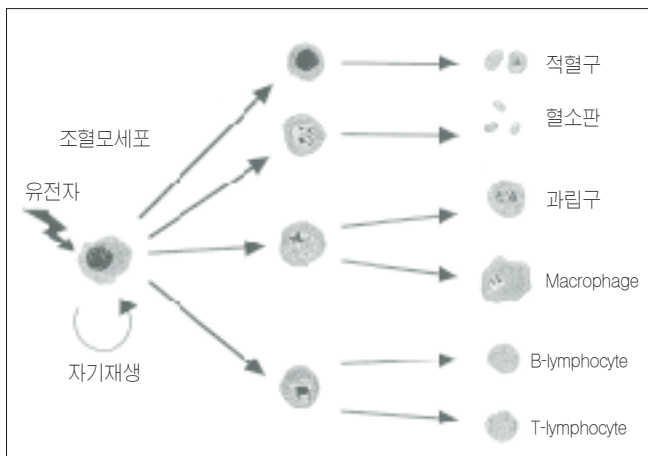 적혈구
혈소판
조혈모세포
유전자
과립구
Macrophage
자기재생
B-lymphocyte
T-lymphocyte